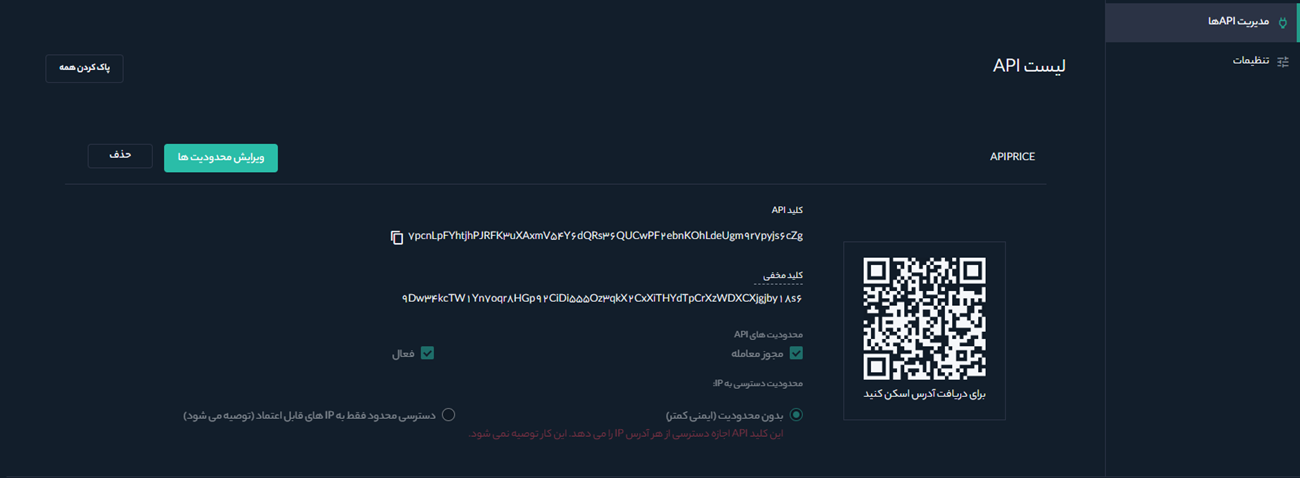 مدیریت APIها
تنظیمات
لیست API
پاک کردن همه
APIPRICE
ویرایش محدودیت ها
حذف
کلید API
۷pcnLpFYhtjhPJRFK۳uXAxmV۵۴Y۶dQRs۳۶QUCwPF۲ebnKOhLdeUgm۹r۷pyjs۶cZg
کلید مخفی
۹Dw۳۴kcTW۱Yn۷oqr۸HGp۹۲CiDi۵۵۵Oz۳qkX۲CxXiTHYdTpCrXzWDXCXjgjby۱۸s۶
محدودیت های API
مجوز معامله
فعال
محدودیت دسترسی به IP:
بدون محدودیت (ایمنی کمتر)
دسترسی محدود فقط به IP های قابل اعتماد (توصیه می شود)
این کلید API اجازه دسترسی از هر آدرس IP را می دهد. این کار توصیه نمی شود.
برای دریافت آدرس اسکن کنید